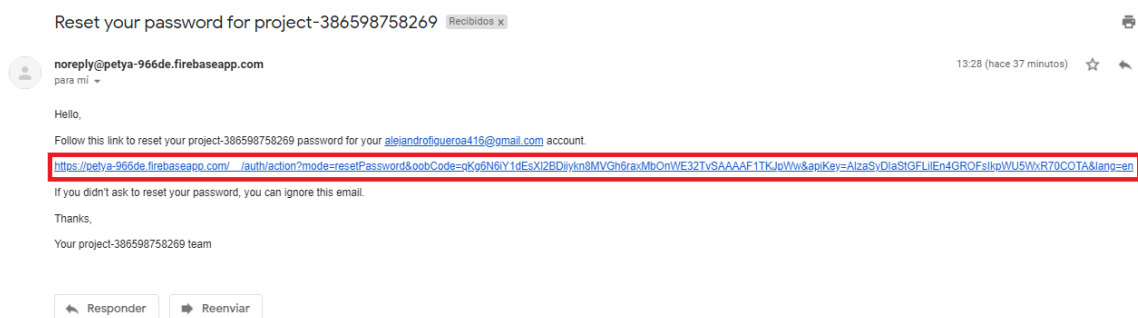 Reset your password for project-386598758269 Recibidos x
noreply@petya-966de.firebaseapp.com 13:28 (hace 37 minutos)
para mí
Hello,
Follow this link to reset your project-386598758269 password for your alejandrofigueroa416@gmail.com account.
https://petya-966de.firebaseapp.com/__/auth/action?mode=resetPassword&oobCode=qKg6N6iY1dEsXl2BDiiykn8MVGh6raxMbOnWE32TvSAAAAF1TKJpWw&apiKey=AIzaSyDlaStGFLilEn4GROFsIkpWU5WxR70COTA&lang=en
If you didn't ask to reset your password, you can ignore this email.
Thanks,
Your project-386598758269 team
Responder Reenviar